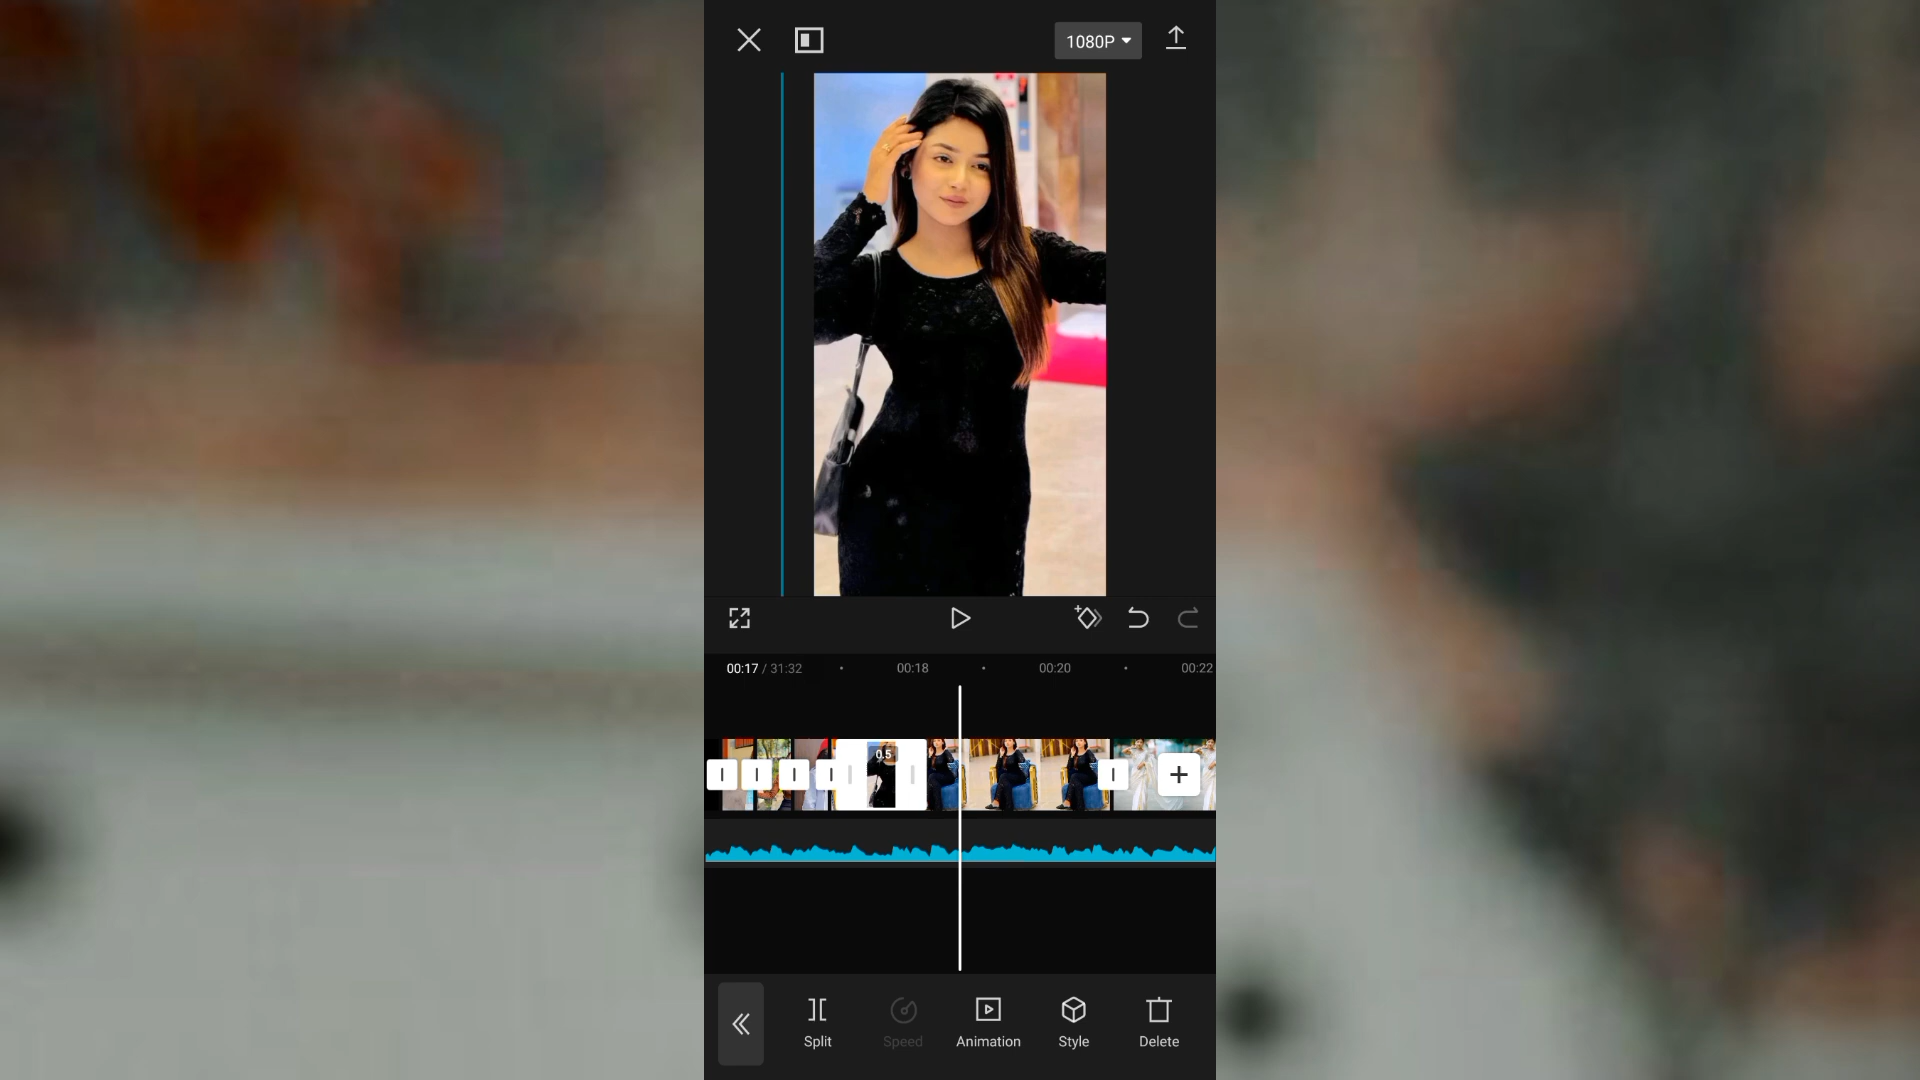 1080P
00:17 / 31:32
00:18
00:20
00:22
0.5
Split
Speed
Animation
Style
Delete